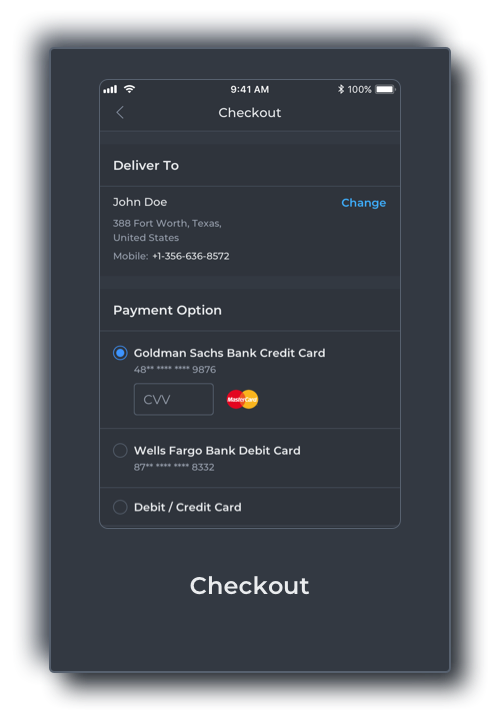 9:41 AM
100%
Checkout
Deliver To
John Doe
Change
388 Fort Worth, Texas,
United States
Mobile: +1-356-636-8572
Payment Option
Goldman Sachs Bank Credit Card
48** **** **** 9876
CVV
MasterCard
Wells Fargo Bank Debit Card
87** **** **** 8332
Debit / Credit Card
Checkout